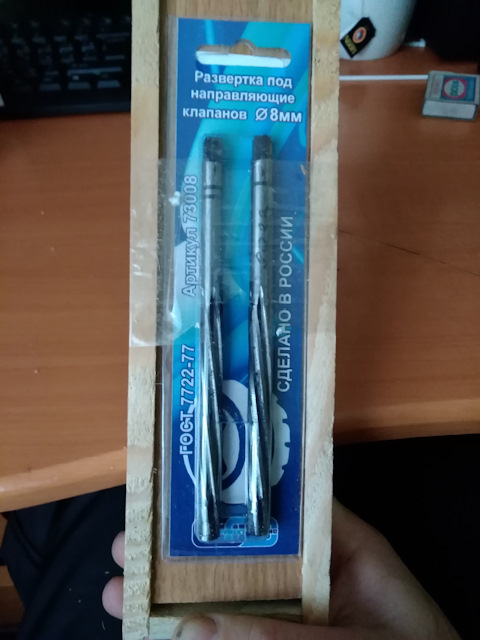 Развертка под
направляющие
клапанов Ø8мм
Артикул 73008
СДЕЛАНО В РОССИИ
ГОСТ 7722-77